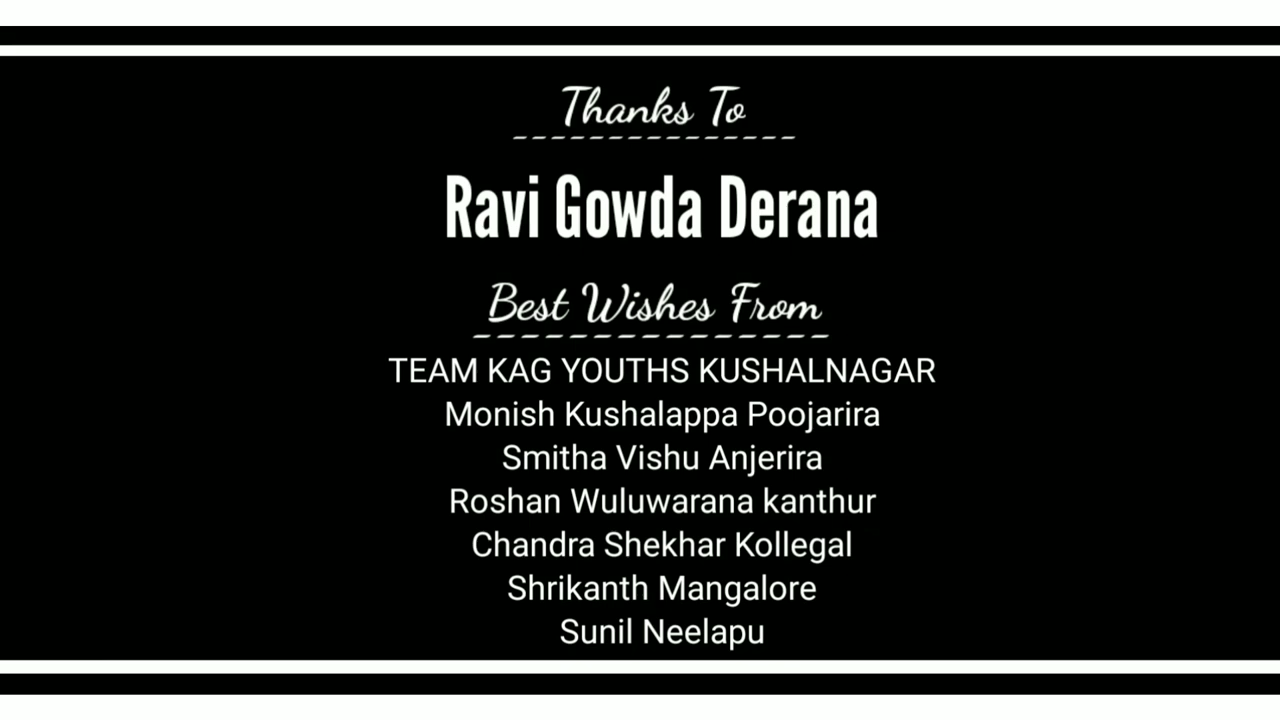 Thanks To
Ravi Gowda Derana
Best Wishes From
TEAM KAG YOUTHS KUSHALNAGAR
Monish Kushalappa Poojarira
Smitha Vishu Anjerira
Roshan Wuluwarana kanthur
Chandra Shekhar Kollegal
Shrikanth Mangalore
Sunil Neelapu